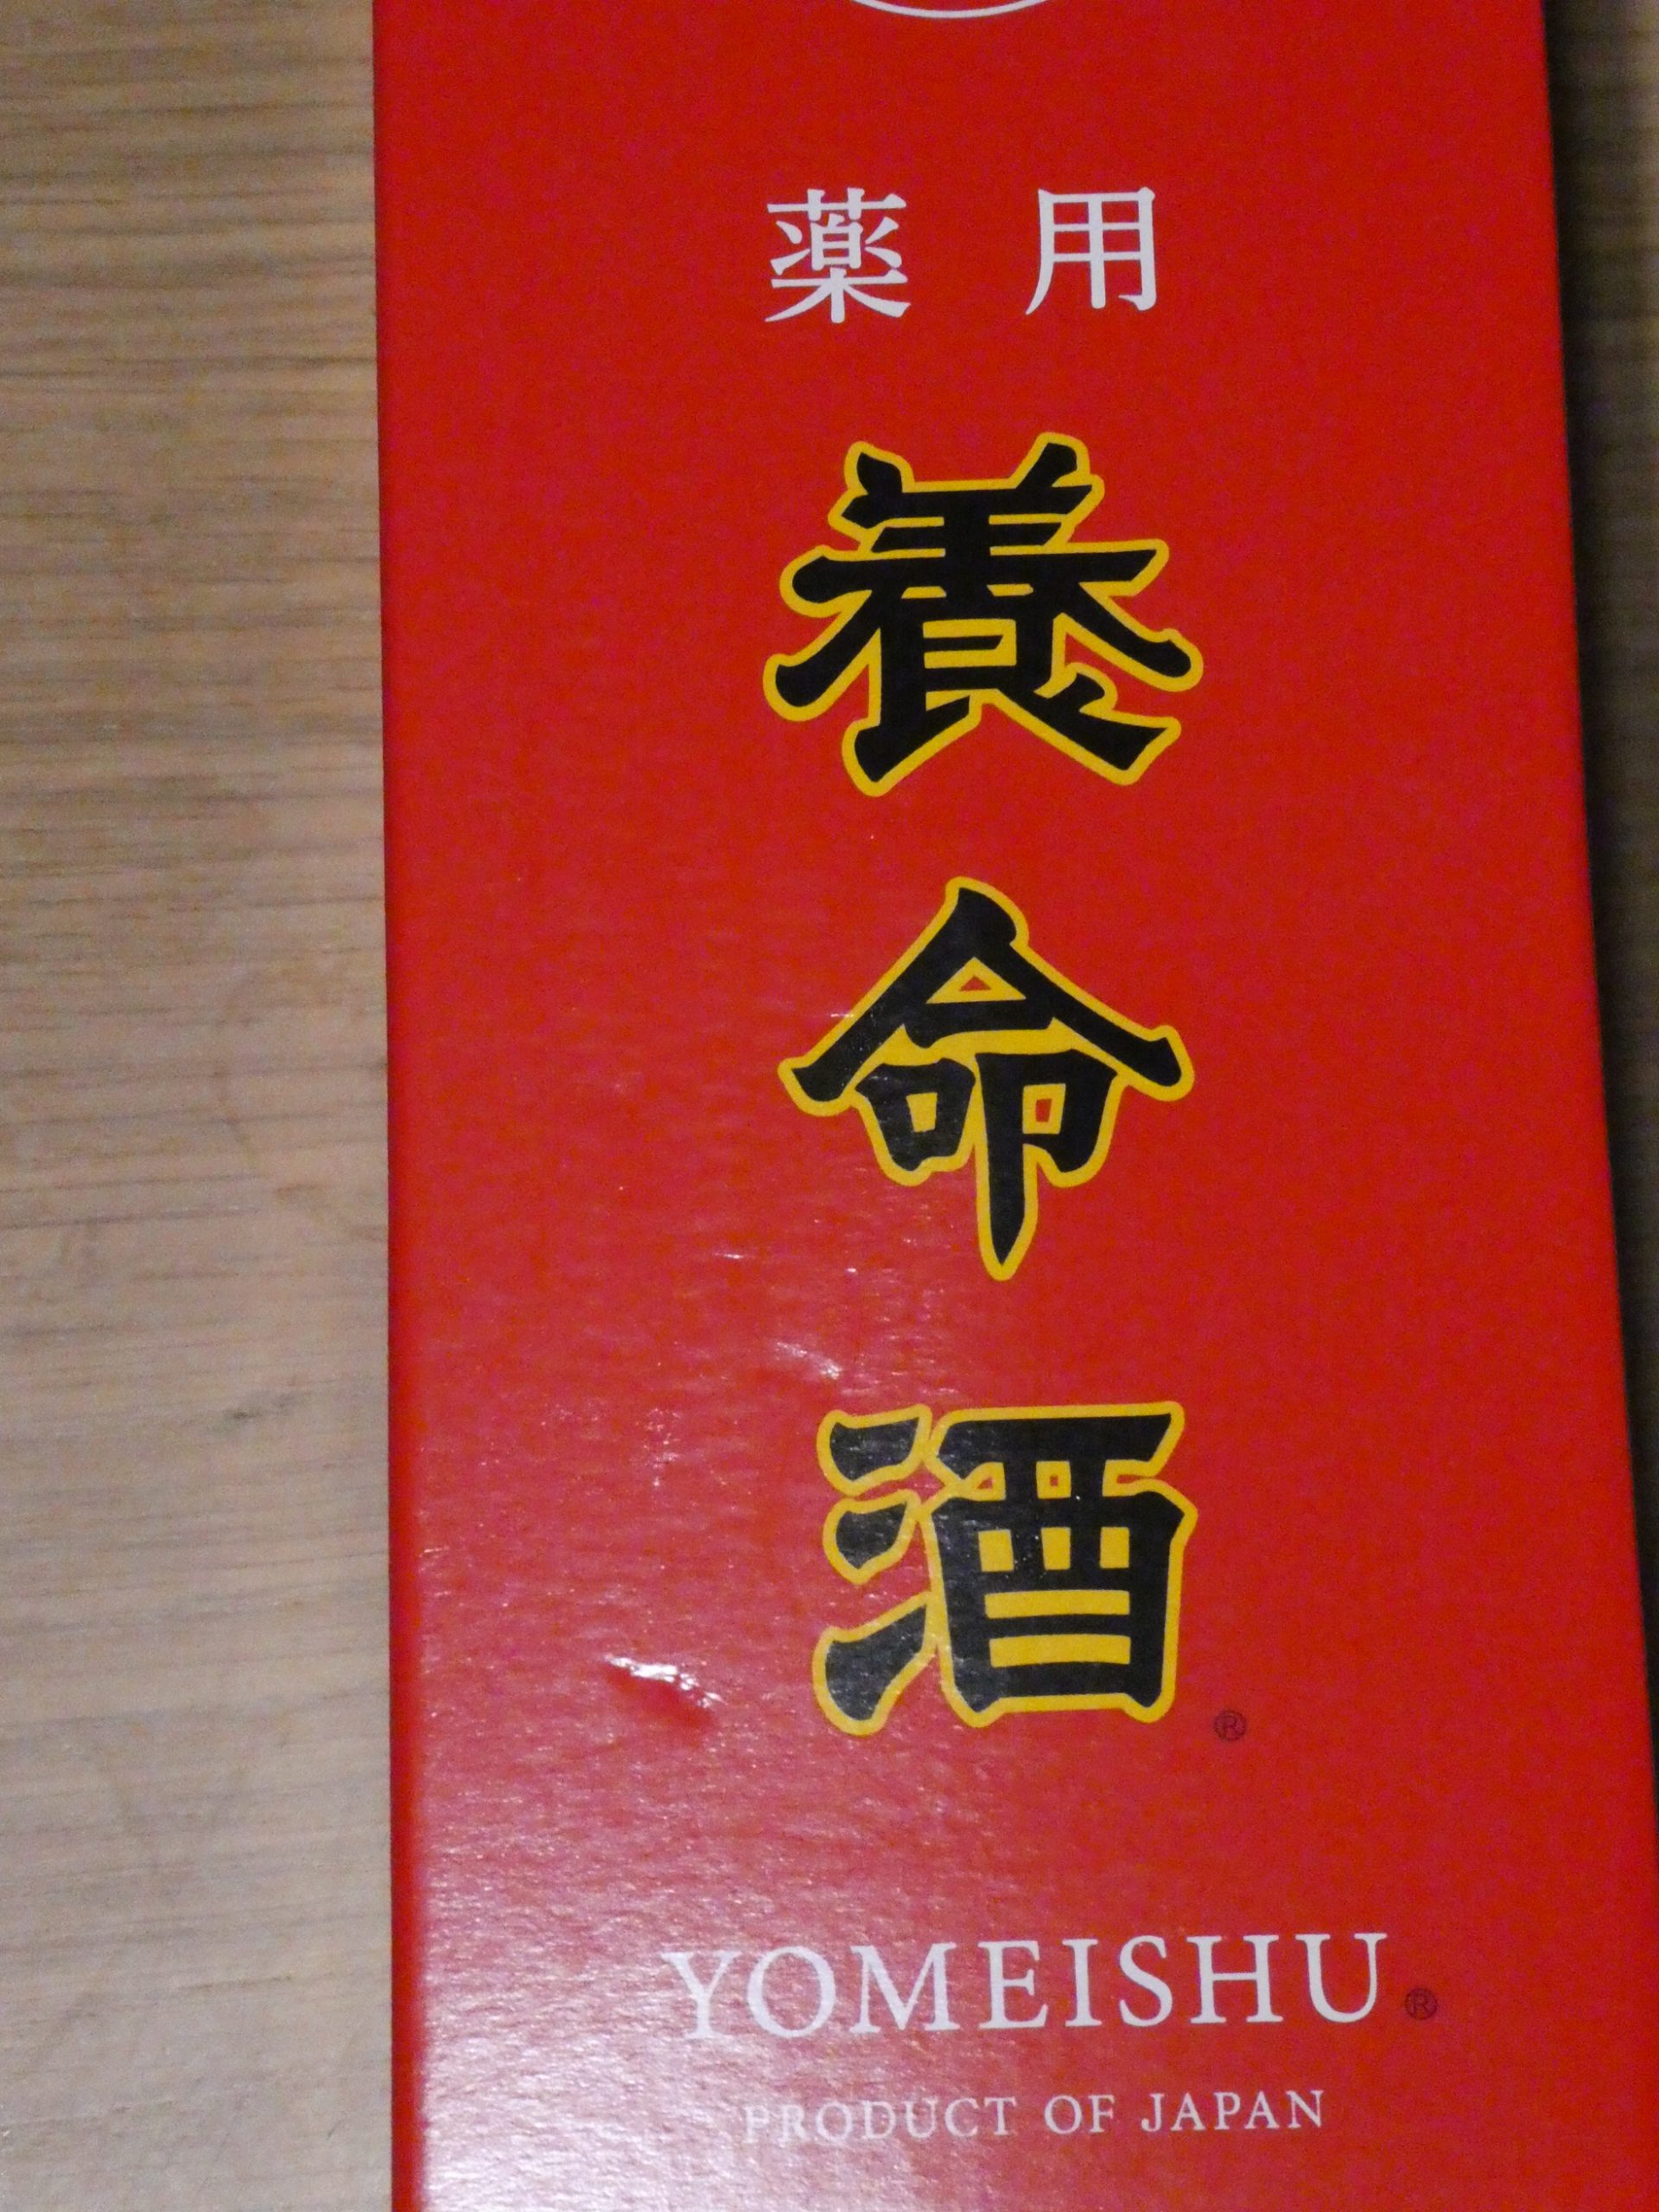 薬用
養命酒®
YOMEISHU®
PRODUCT OF JAPAN